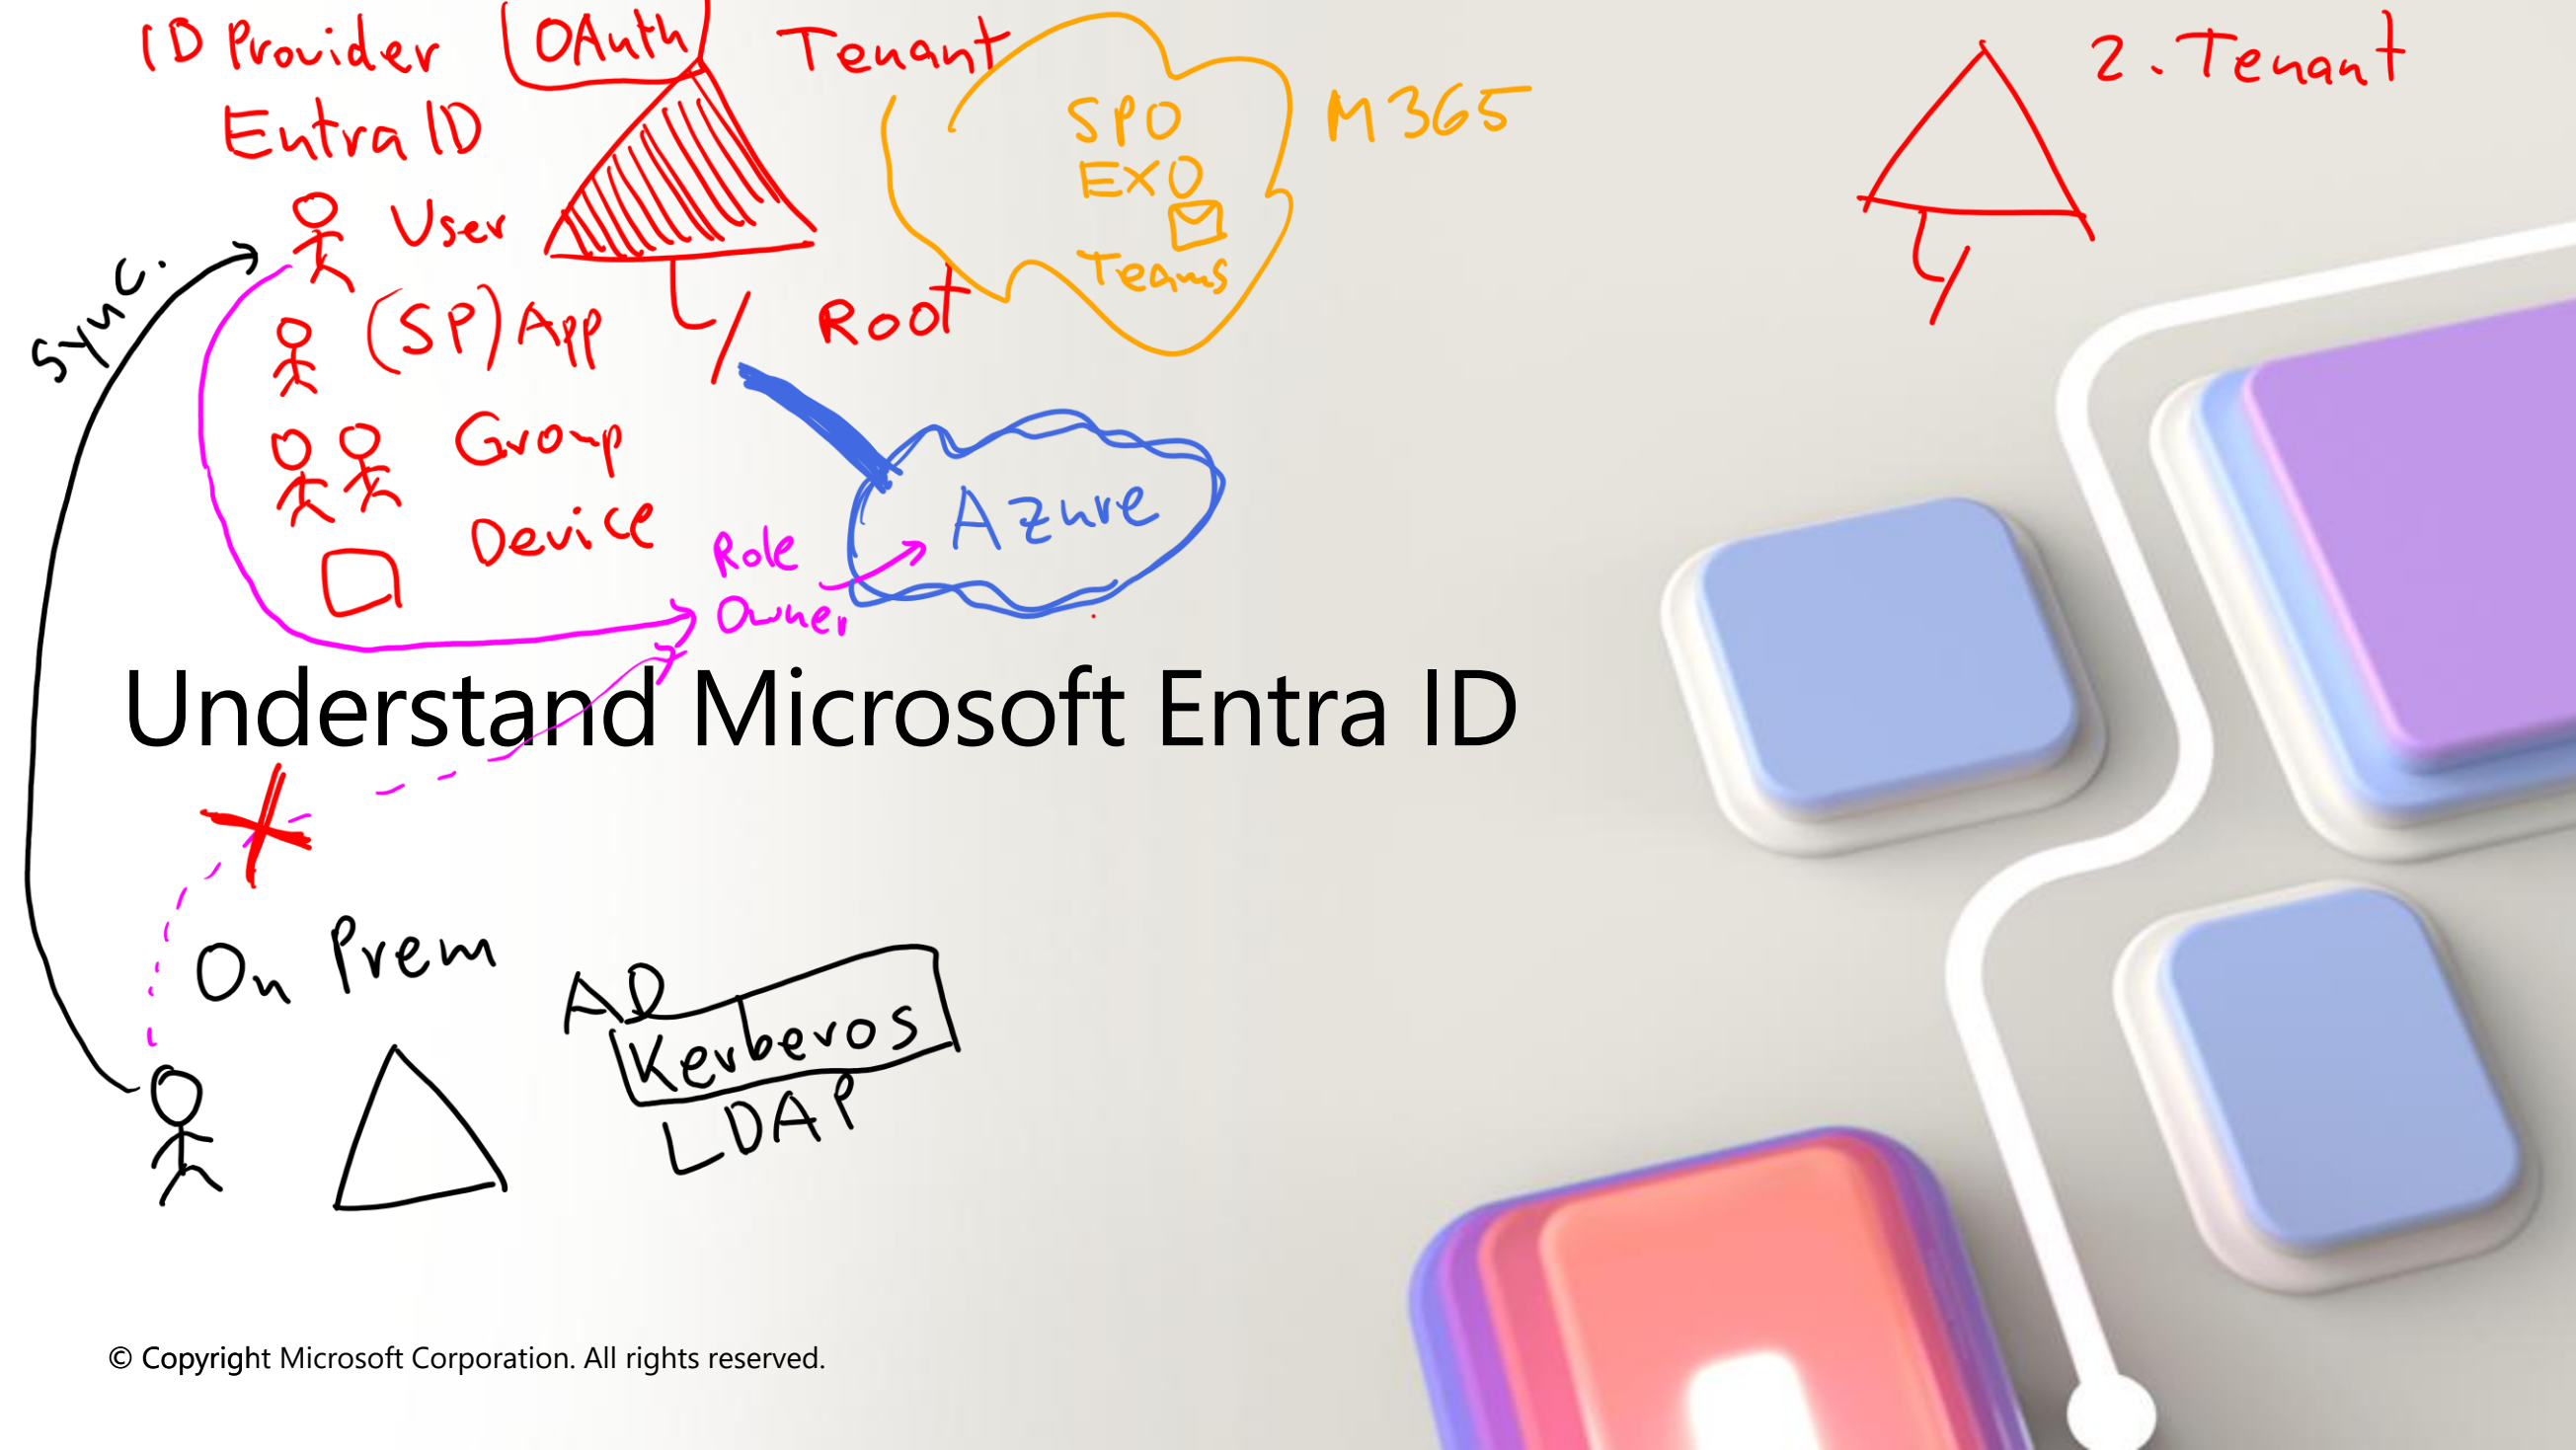 ID Provider
OAuth
Tenant
2. Tenant
Entra ID
SPO
M365
EXO
User
Teams
Sync.
(SP) App
Root
Group
Azure
Device
Role
Owner
Understand Microsoft Entra ID
On Prem
AD
Kerberos
LDAP
© Copyright Microsoft Corporation. All rights reserved.